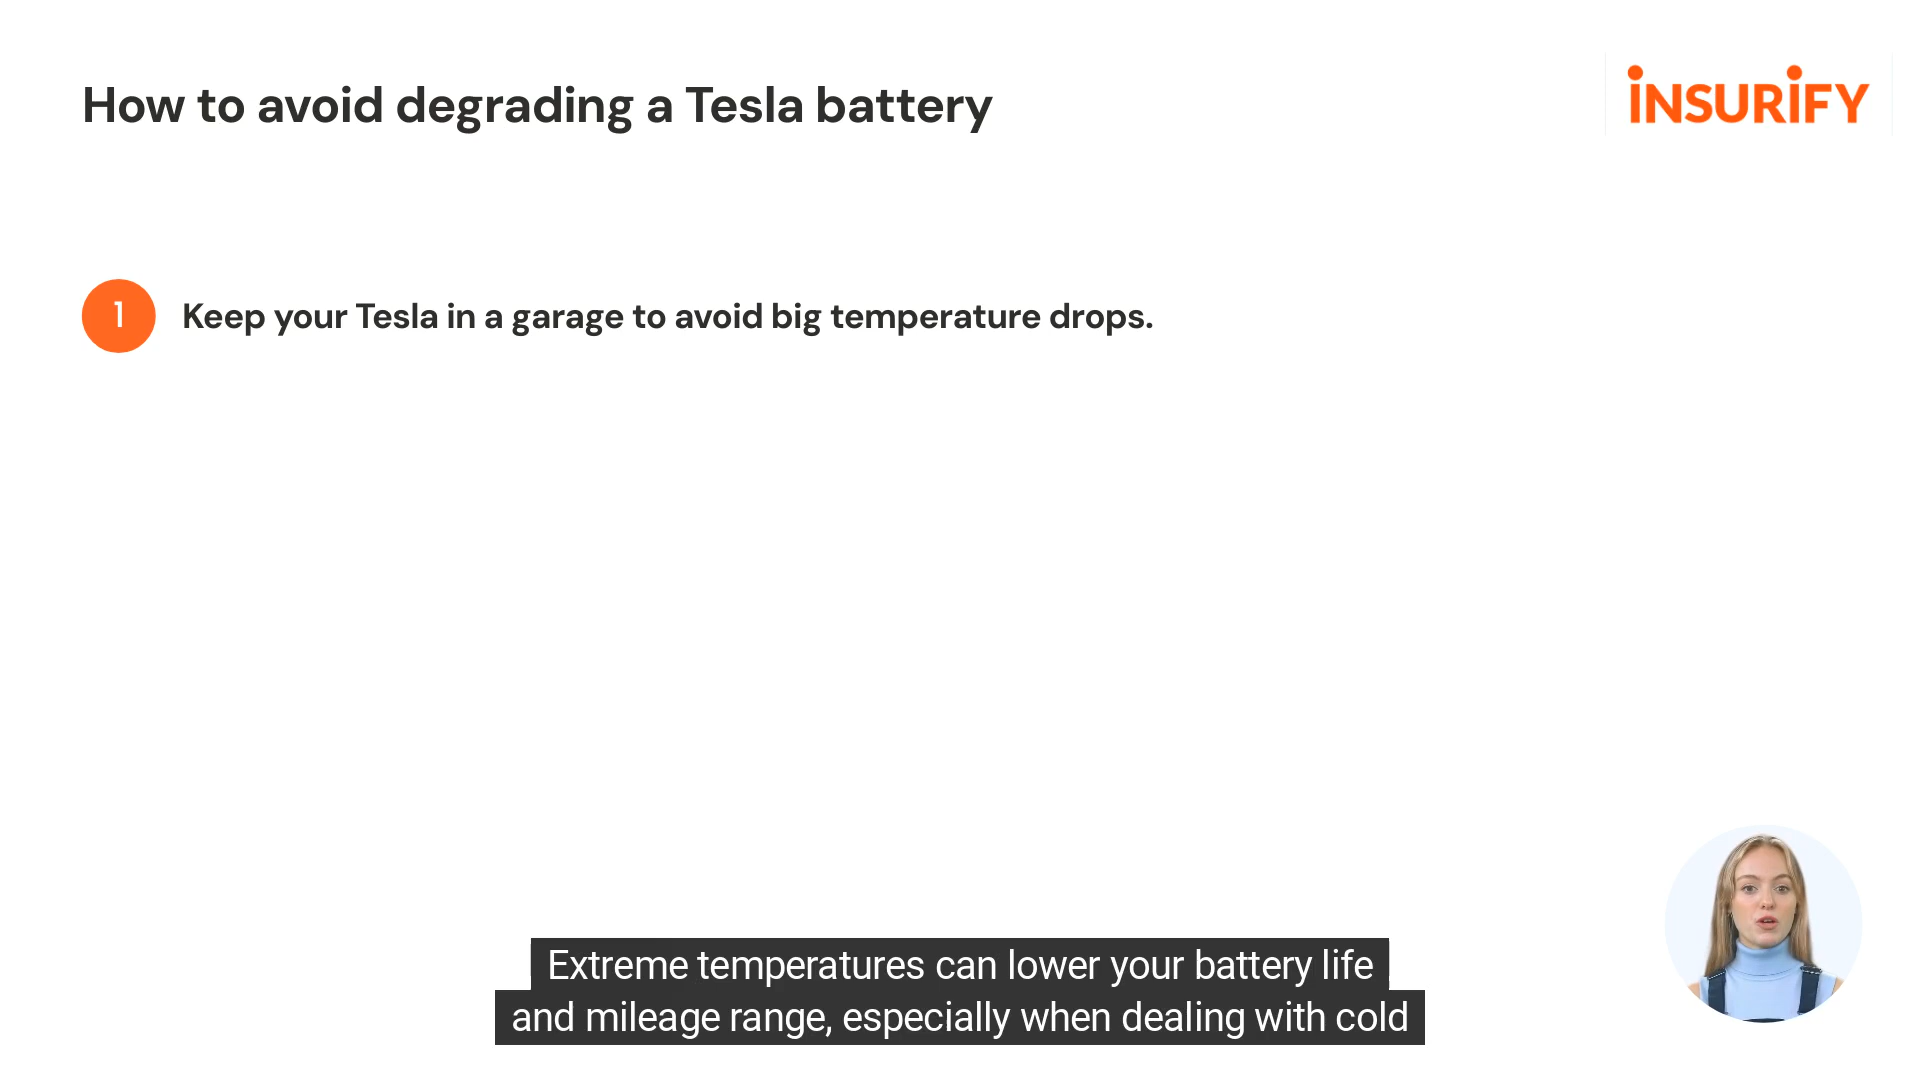 How to avoid degrading a Tesla battery
INSURIFY
1
Keep your Tesla in a garage to avoid big temperature drops.
Extreme temperatures can lower your battery life
and mileage range, especially when dealing with cold